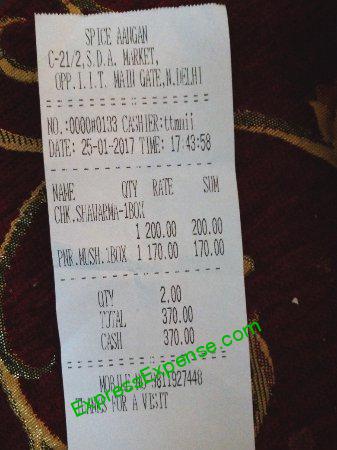 SPICE AANGAN
C-21/2,S.D.A. MARKET,
OPP.I.I.T. MAIN GATE,N.DELHI
NO.:0000#0133 CASHIER:ttmuii
DATE: 25-01-2017 TIME: 17:43:58
NAME QTY RATE SUM
CHK.SHAWARMA-1BOX
1 200.00 200.00
PNR.MUSH.1BOX 1 170.00 170.00
QTY 2.00
TOTAL 370.00
CASH 370.00
MOBILE NO 9811927448
THANKS FOR A VISIT
ExpressExpense.com